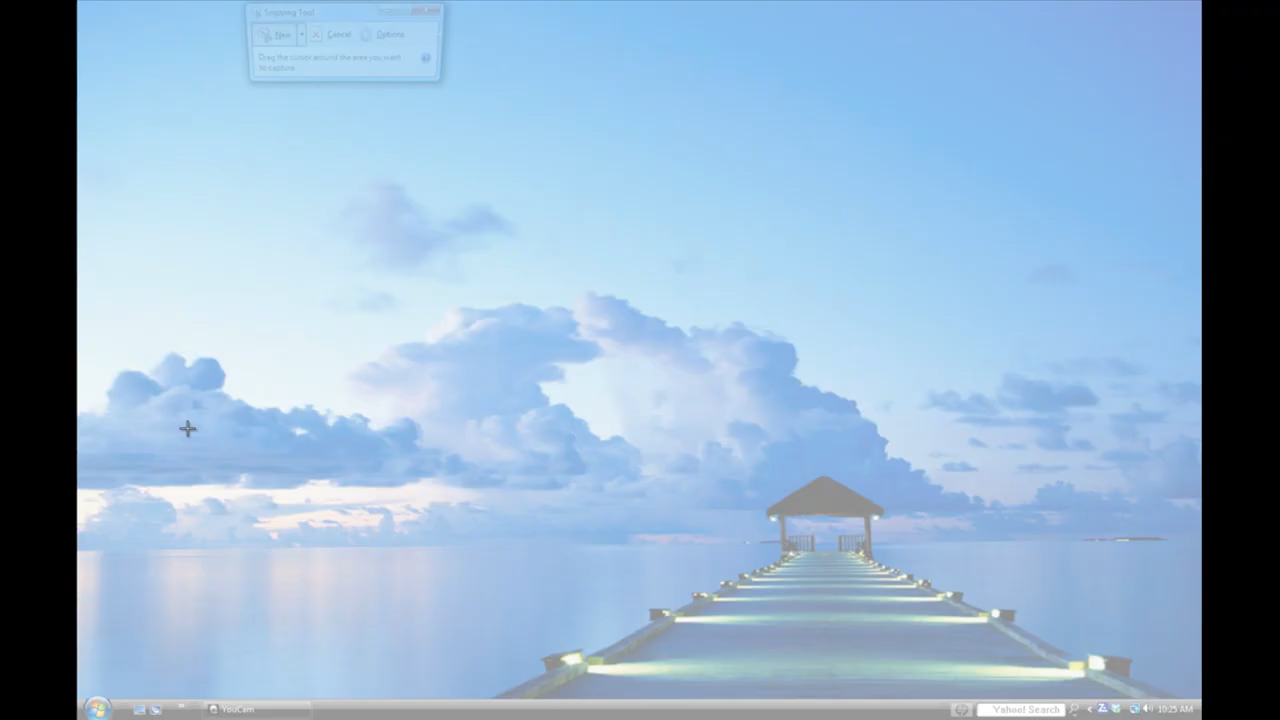 Snipping Tool
New Cancel Options
Drag the cursor around the area you want
to capture.
YouCam
Yahoo! Search
10:25 AM